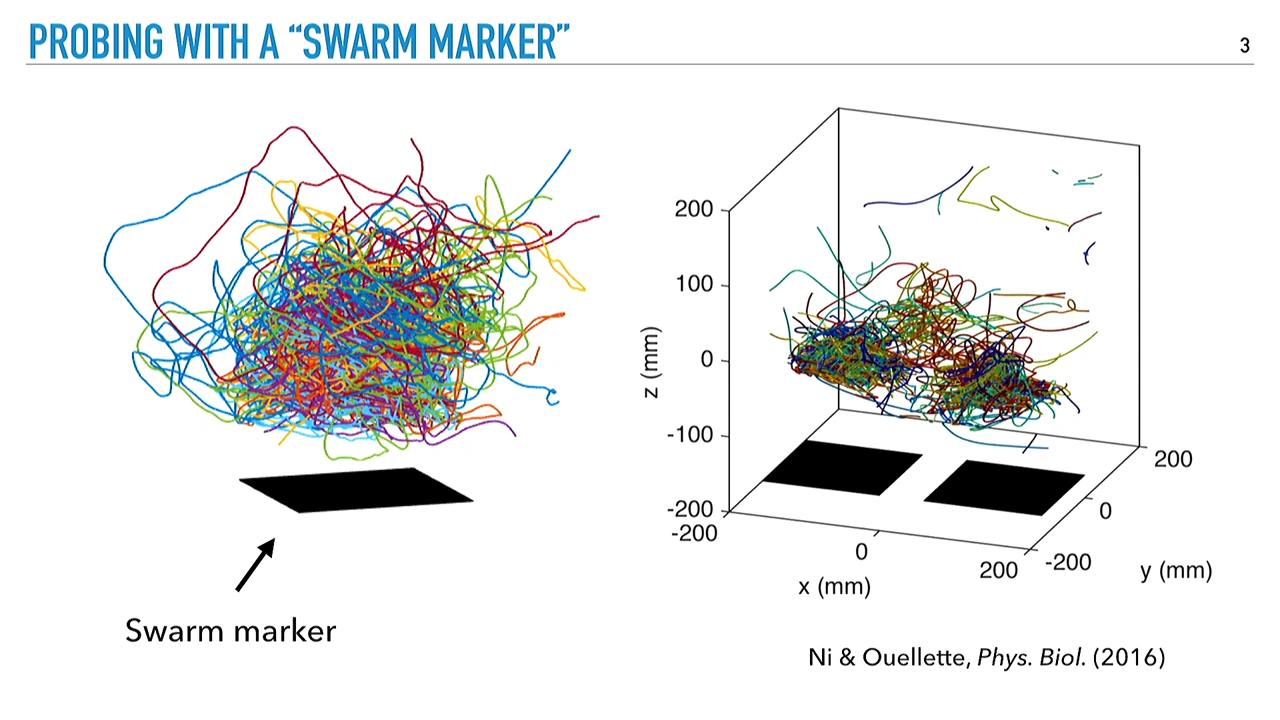 PROBING WITH A “SWARM MARKER”
3
Swarm marker
200
100
0
-100
-200
z (mm)
-200
0
200
x (mm)
-200
0
200
y (mm)
Ni & Ouellette, Phys. Biol. (2016)